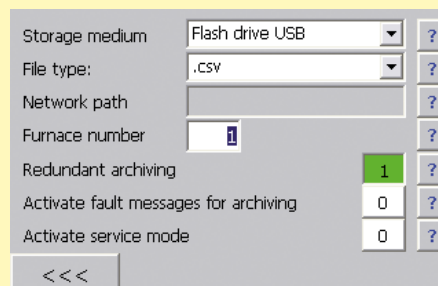 Storage medium Flash drive USB ?
File type: .csv ?
Network path ?
Furnace number 1 ?
Redundant archiving 1 ?
Activate fault messages for archiving 0 ?
Activate service mode 0 ?
<<<